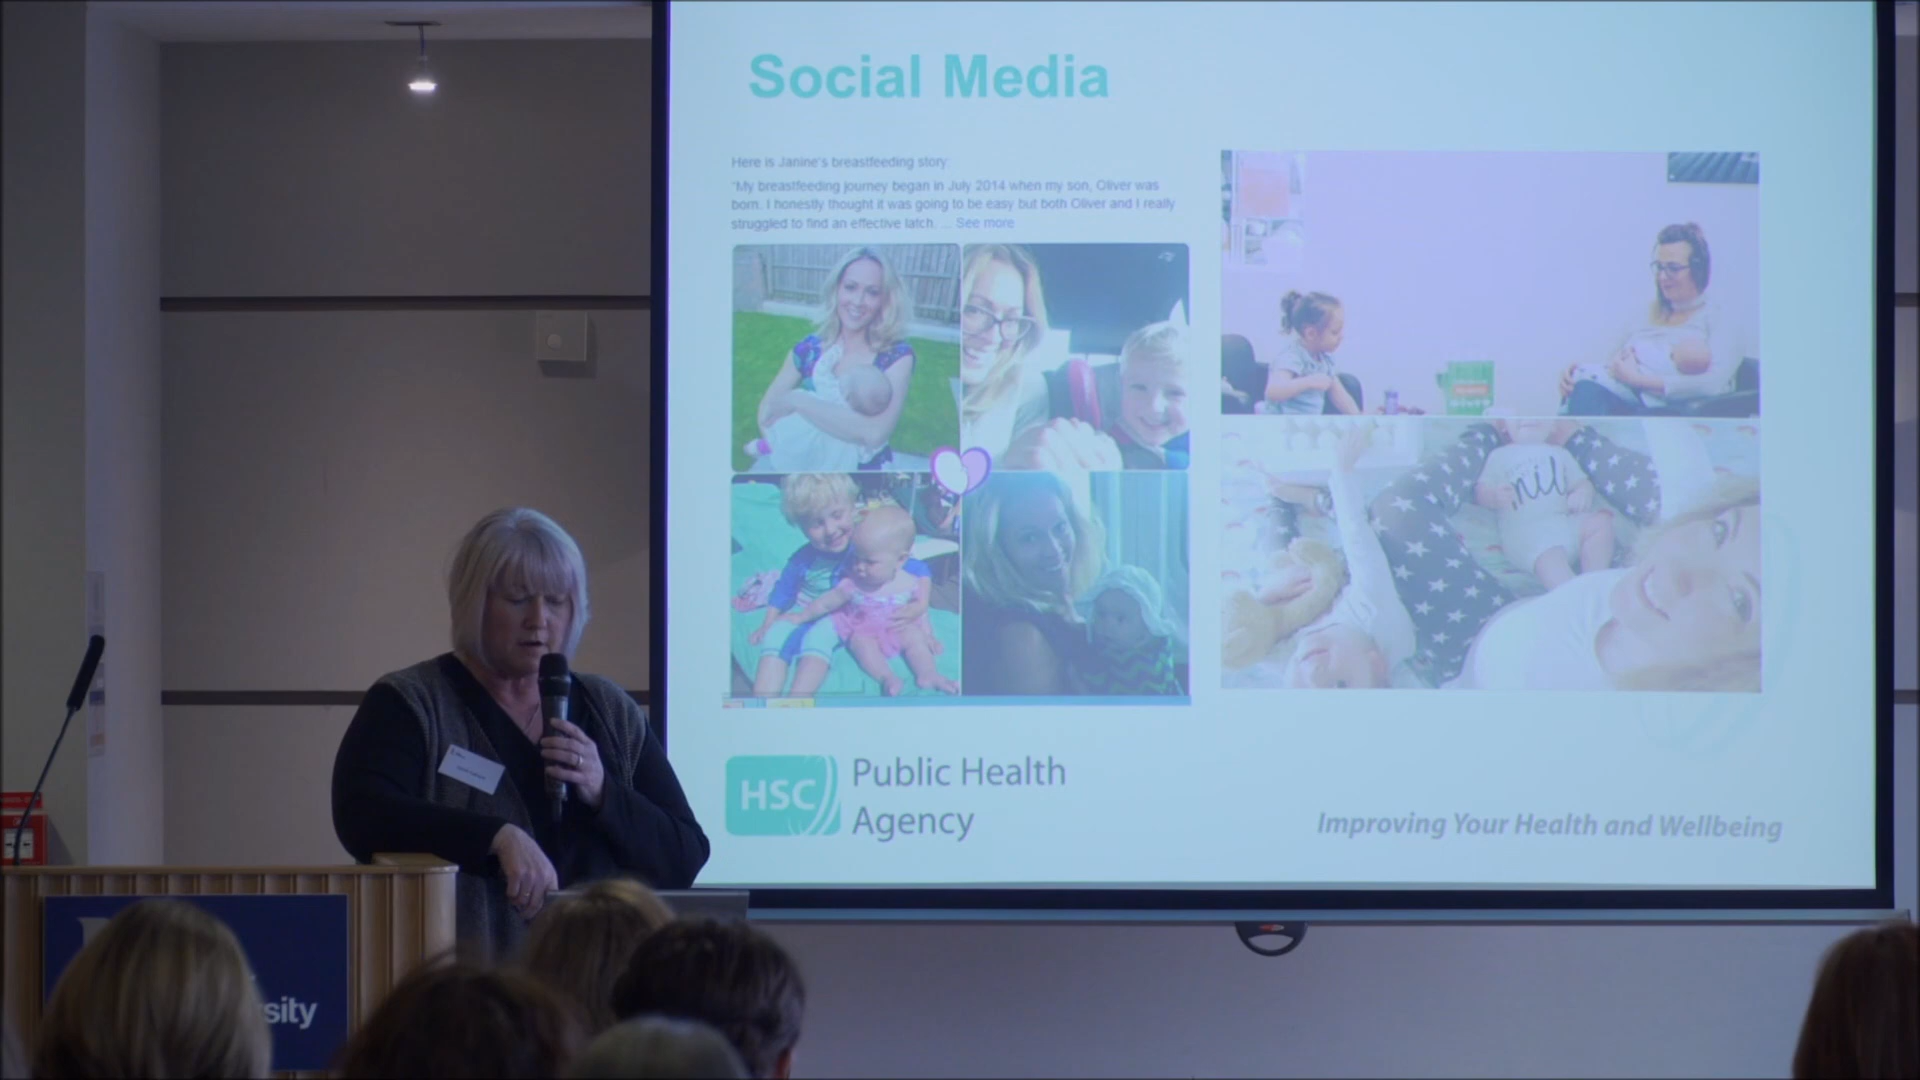 Social Media
Here is Janine's breastfeeding story:
"My breastfeeding journey began in July 2014 when my son, Oliver was
born. I honestly thought it was going to be easy but both Oliver and I really
struggled to find an effective latch. ... See more
HSC Public Health
Agency
Improving Your Health and Wellbeing
sity